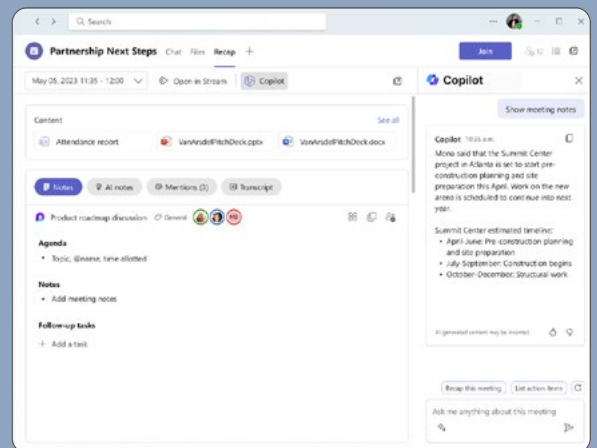 Search
Partnership Next Steps Chat Files Recap
Join
12
May 05, 2023 11:35 - 12:00
Open in Stream
Copilot
Content
See all
Attendance report
VanArsdelPitchDeck.pptx
VanArsdelPitchDeck.docx
Notes
AI notes
Mentions (3)
Transcript
Product roadmap discussion
General
MB
Agenda
Topic, @name, time allotted
Notes
Add meeting notes
Follow-up tasks
Add a task
Copilot
Show meeting notes
Copilot 10:35 a.m.
Mona said that the Summit Center
project in Atlanta is set to start pre-
construction planning and site
preparation this April. Work on the new
arena is scheduled to continue into next
year.
Summit Center estimated timeline:
• April-June: Pre-construction planning
and site preparation
• July-September: Construction begins
• October-December: Structural work
AI generated content may be incorrect
Recap this meeting
List action items
Ask me anything about this meeting